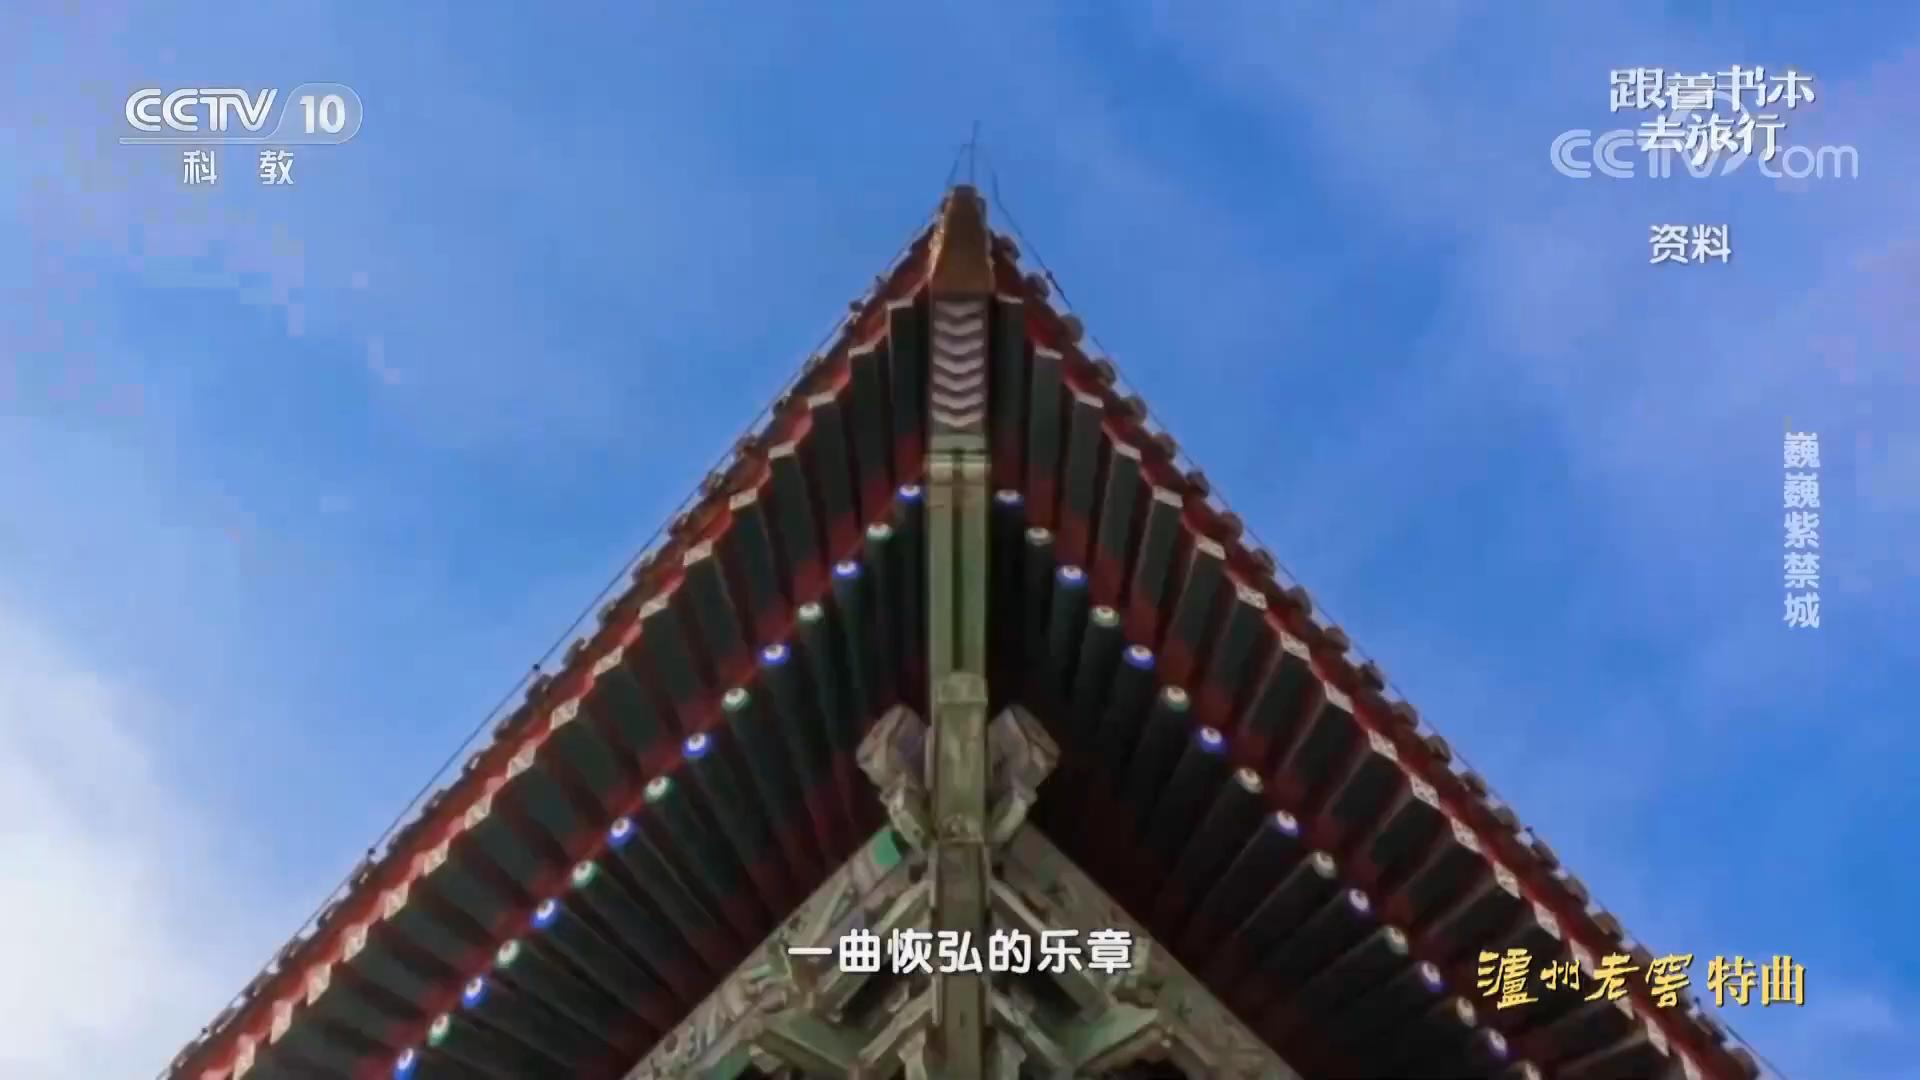 CCTV 10
科 教
跟着书本
去旅行
CCTV.com
资料
巍巍紫禁城
一曲恢弘的乐章
泸州老窖 特曲